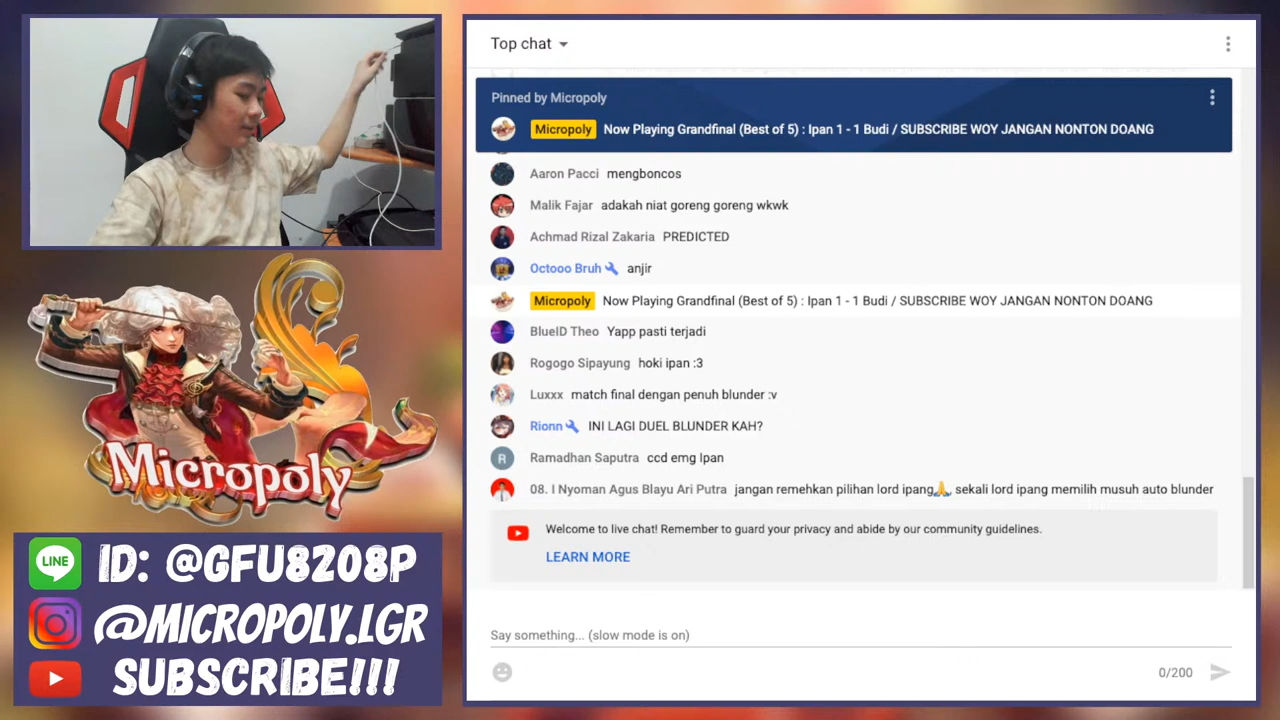 Top chat
Pinned by Micropoly
Micropoly Now Playing Grandfinal (Best of 5) : Ipan 1 - 1 Budi / SUBSCRIBE WOY JANGAN NONTON DOANG
Aaron Pacci mengboncos
Malik Fajar adakah niat goreng goreng wkwk
Achmad Rizal Zakaria PREDICTED
Octooo Bruh anjir
Micropoly Now Playing Grandfinal (Best of 5) : Ipan 1 - 1 Budi / SUBSCRIBE WOY JANGAN NONTON DOANG
BlueID Theo Yapp pasti terjadi
Rogogo Sipayung hoki ipan :3
Luxxx match final dengan penuh blunder :v
Rionn INI LAGI DUEL BLUNDER KAH?
R Ramadhan Saputra ccd emg Ipan
08. I Nyoman Agus Blayu Ari Putra jangan remehkan pilihan lord ipang🙏 sekali lord ipang memilih musuh auto blunder
Welcome to live chat! Remember to guard your privacy and abide by our community guidelines.
LEARN MORE
Say something... (slow mode is on)
0/200
Micropoly
LINE ID: @GFU8208P
@MICROPOLY.LGR
SUBSCRIBE!!!